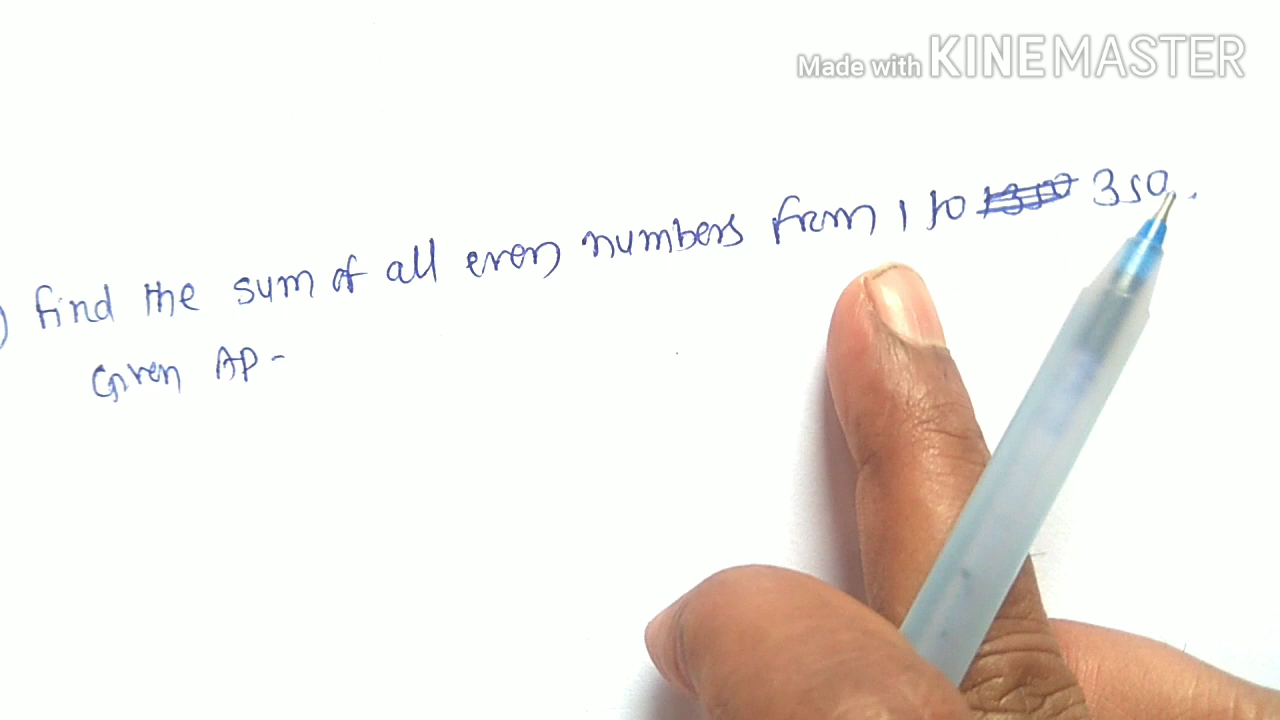 Made with KINEMASTER
) find the sum of all even numbers from 1 to 350.
Given AP -